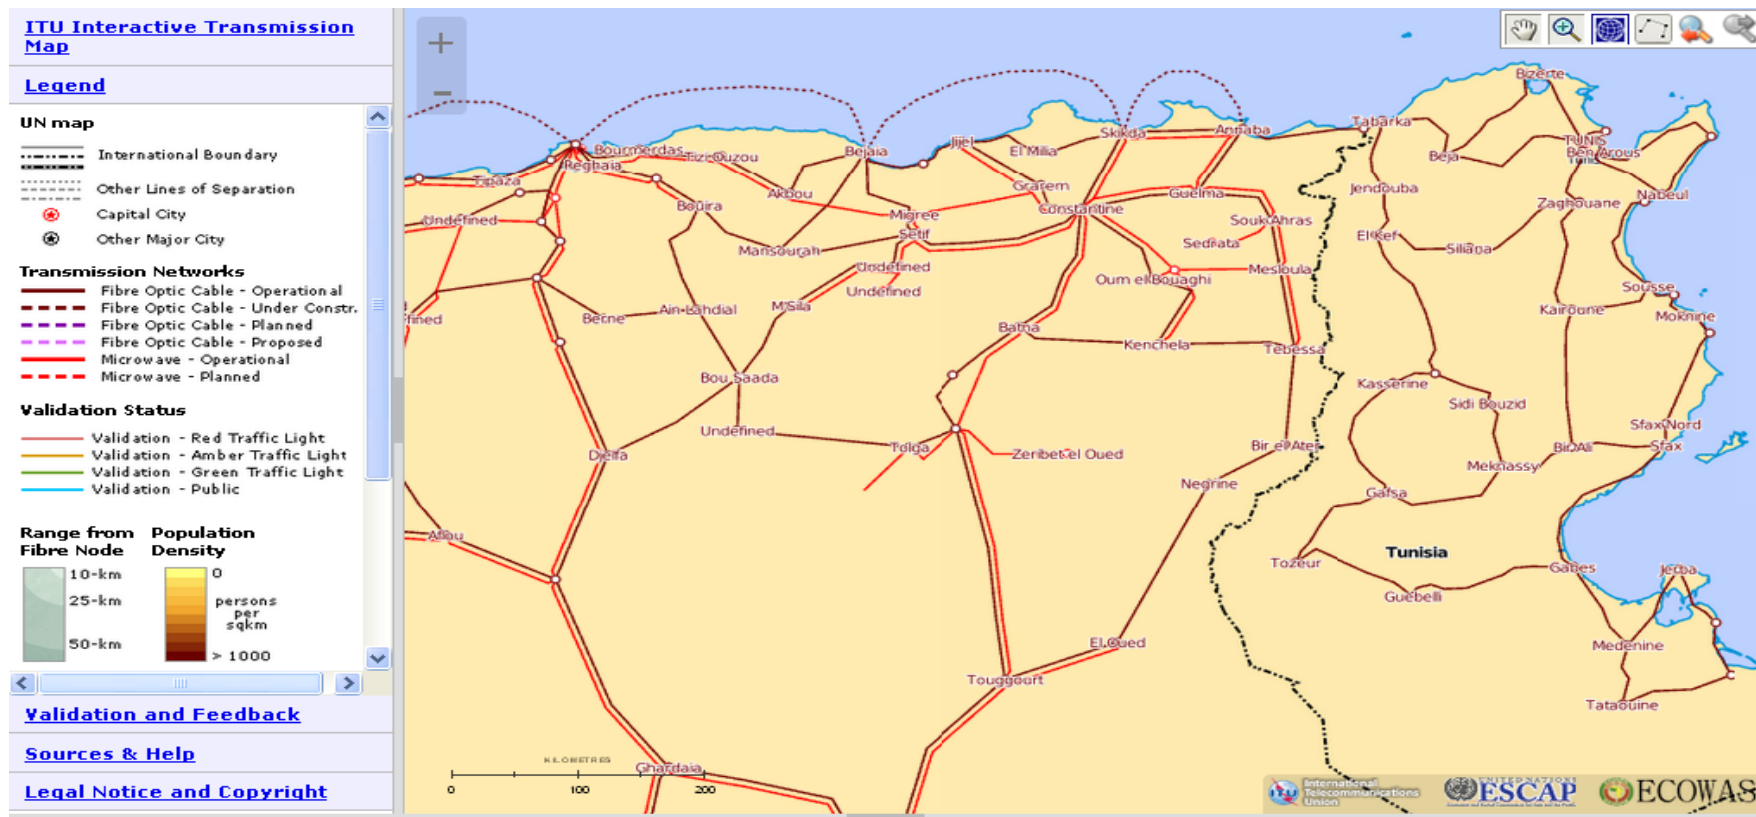 ITU Interactive Transmission
Map
Legend
UN map
International Boundary
Other Lines of Separation
Capital City
Other Major City
Transmission Networks
Fibre Optic Cable - Operational
Fibre Optic Cable - Under Constr.
Fibre Optic Cable - Planned
Fibre Optic Cable - Proposed
Microwave - Operational
Microwave - Planned
Validation Status
Validation - Red Traffic Light
Validation - Amber Traffic Light
Validation - Green Traffic Light
Validation - Public
Range from Population
Fibre Node Density
10-km
25-km
50-km
0
persons
per
sqkm
> 1000
Validation and Feedback
Sources & Help
Legal Notice and Copyright
Bizerte
Tabarka
Skikda
Annaba
Jijel
El Milia
Bejaia
Bourmerdas
Tizi-Ouzou
Reghaia
TUNIS
Ben Arous
Beja
Tipaza
Akbou
Grarem
Guelma
Jendouba
Nabeul
Zaghouane
Bouira
Undefined
Migree
Constantine
Souk Ahras
Setif
Sedrata
El Kef
Siliana
Mansourah
Undefined
Oum el Bouaghi
Mesloula
Undefined
Sousse
fined
Berne
Ain-Lahdial
M'Sila
Kairoune
Moknine
Batna
Kenchela
Tebessa
Bou Saada
Kasserine
Sidi Bouzid
Undefined
Sfax Nord
Djelfa
Tolga
Zeribet el Oued
Bir el Ater
Bir Ali
Sfax
Meknassy
Negrine
Gafsa
Aflou
Tunisia
Tozeur
Gabes
Jerba
Guebelli
El Oued
Medenine
Touggourt
Tataouine
Ghardaia
KILOMETRES
0 100 200
ITU
International
Telecommunications
Union
UNITED NATIONS
ESCAP
ECOWAS